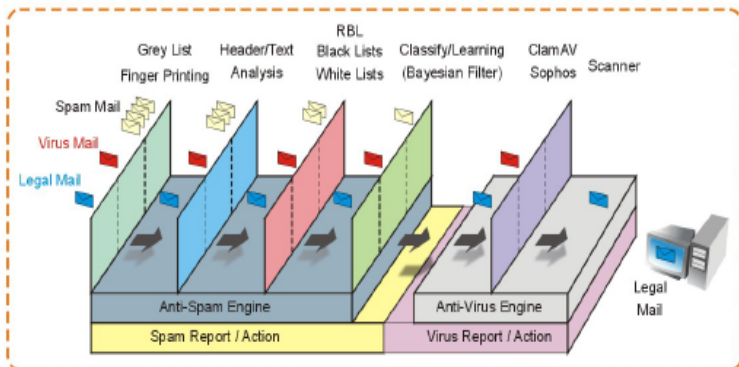 RBL
Grey List
Header/Text
Black Lists
Classify/Learning
ClamAV
Scanner
Finger Printing
Analysis
White Lists
(Bayesian Filter)
Sophos
Spam Mail
Virus Mail
Legal Mail
Anti-Spam Engine
Anti-Virus Engine
Spam Report / Action
Virus Report / Action
Legal
Mail